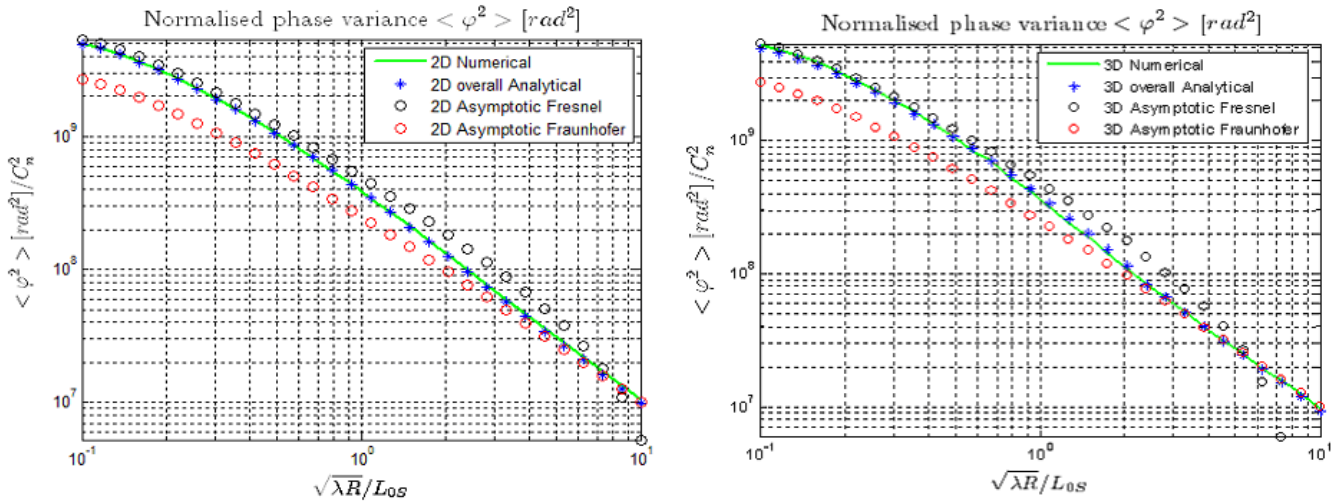 Normalised phase variance < φ² > [rad²]
2D Numerical
2D overall Analytical
2D Asymptotic Fresnel
2D Asymptotic Fraunhofer
10⁹
10⁸
10⁷
< φ² > [rad²]/C²ₙ
10⁻¹ 10⁰ 10¹
√λR/L₀S
Normalised phase variance < φ² > [rad²]
3D Numerical
3D overall Analytical
3D Asymptotic Fresnel
3D Asymptotic Fraunhofer
10⁹
10⁸
10⁷
< φ² > [rad²]/C²ₙ
10⁻¹ 10⁰ 10¹
√λR/L₀S